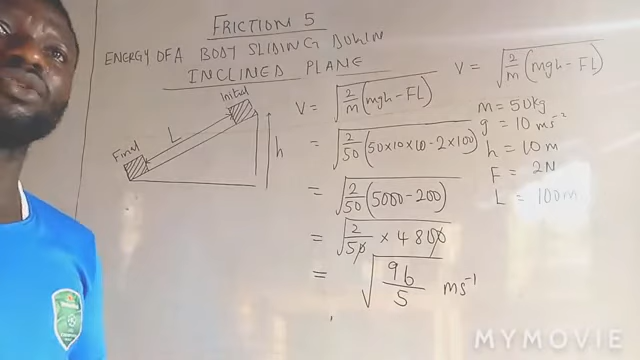 FRICTION 5
ENERGY OF A BODY SLIDING DOWN
INCLINED PLANE
Initial
Final
L
h
V = √(2/m (mgh - FL))
= √(2/50 (50×10×10 - 2×100))
= √(2/50 (5000 - 200))
= √(2/50 × 4800)
= √(96/5) ms⁻¹
V = √(2/m (mgh - FL))
m = 50kg
g = 10 ms⁻²
h = 10m
F = 2N
L = 100m
MYMOVIE